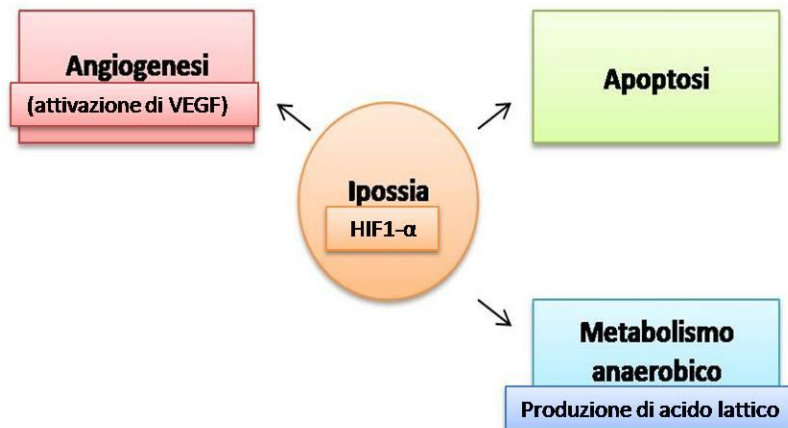 Angiogenesi
(attivazione di VEGF)
Apoptosi
Ipossia
HIF1-α
Metabolismo
anaerobico
Produzione di acido lattico